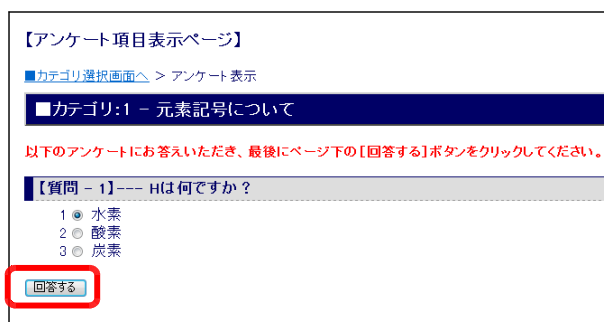 【アンケート項目表示ページ】
■カテゴリ選択画面へ > アンケート表示
■カテゴリ:1 － 元素記号について
以下のアンケートにお答えいただき、最後にページ下の[回答する]ボタンをクリックしてください。
【質問 － 1】--- Hは何ですか？
1 水素
2 酸素
3 炭素
回答する